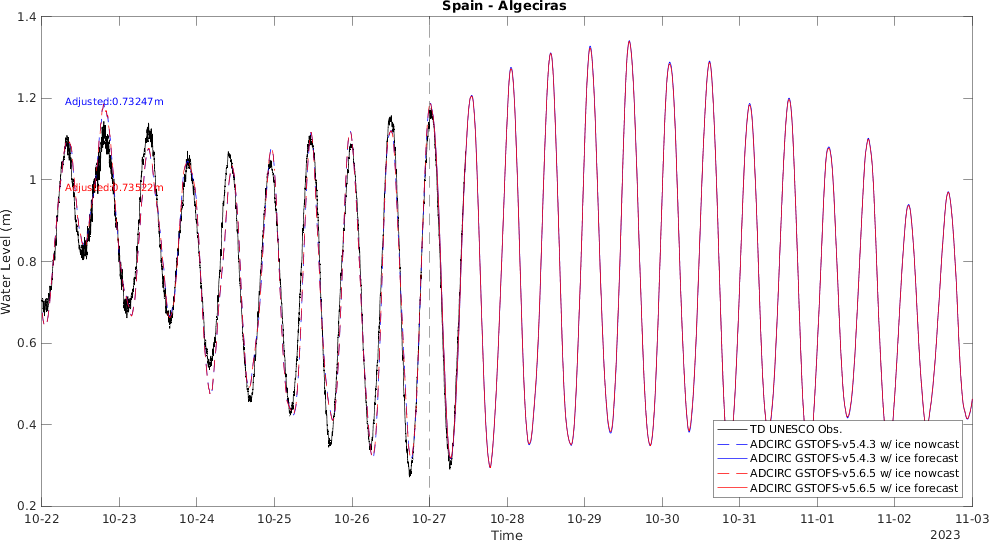 Spain - Algeciras
1.4
1.2
1
0.8
0.6
0.4
0.2
Water Level (m)
Adjusted:0.73247m
Adjusted:0.73522m
TD UNESCO Obs.
ADCIRC GSTOFS-v5.4.3 w/ ice nowcast
ADCIRC GSTOFS-v5.4.3 w/ ice forecast
ADCIRC GSTOFS-v5.6.5 w/ ice nowcast
ADCIRC GSTOFS-v5.6.5 w/ ice forecast
10-22 10-23 10-24 10-25 10-26 10-27 10-28 10-29 10-30 10-31 11-01 11-02 11-03
Time
2023